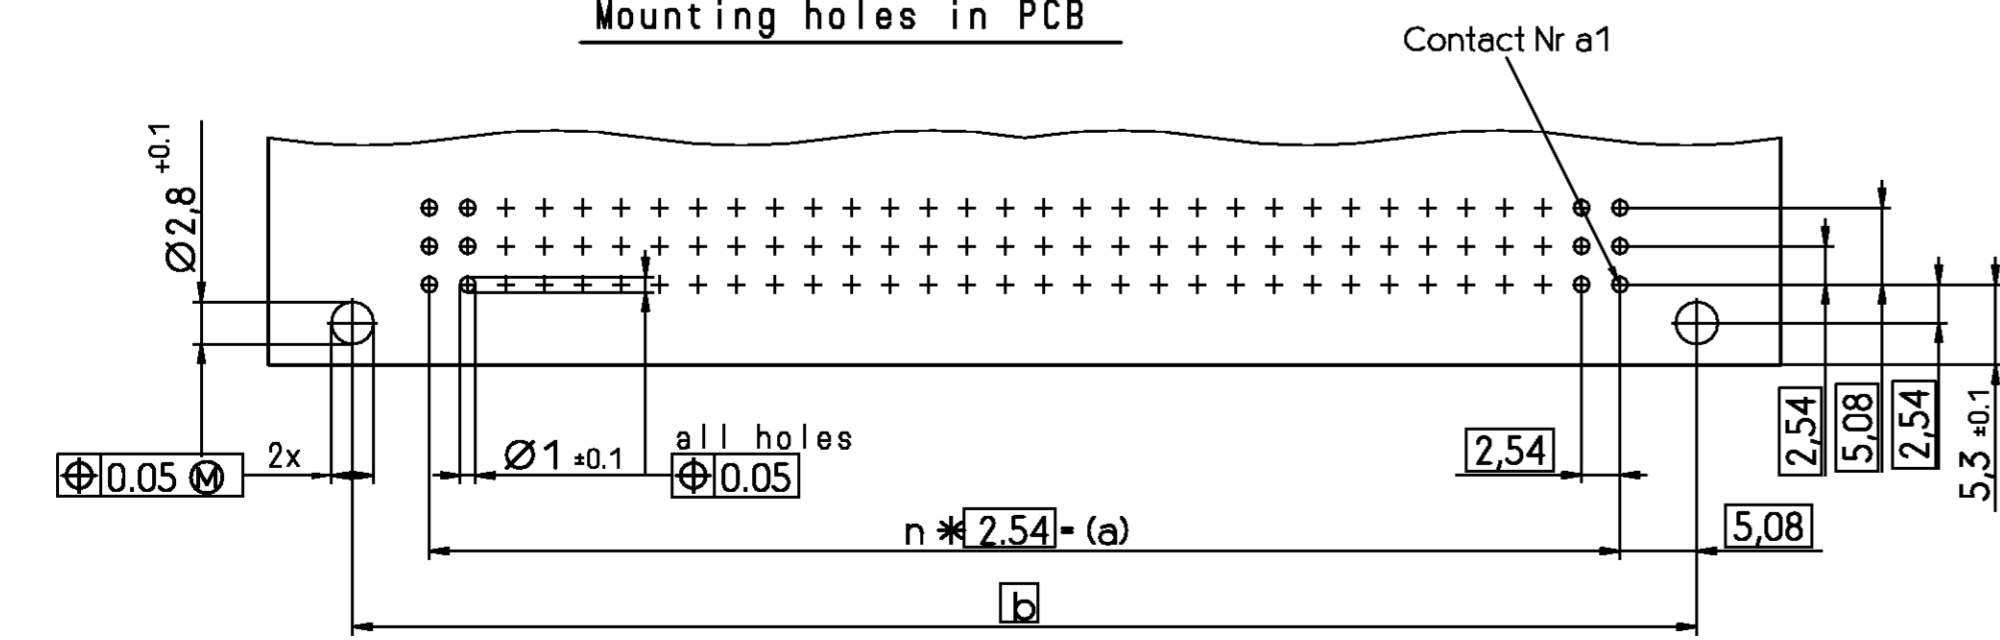 Mounting holes in PCB
Contact Nr a1
Ø2,8 +0.1
⌖ 0.05 Ⓜ
2x
Ø1 ±0.1
all holes
⌖ 0.05
2,54
2,54
5,08
2,54
5,3 ±0.1
n * 2.54 = (a)
5,08
b